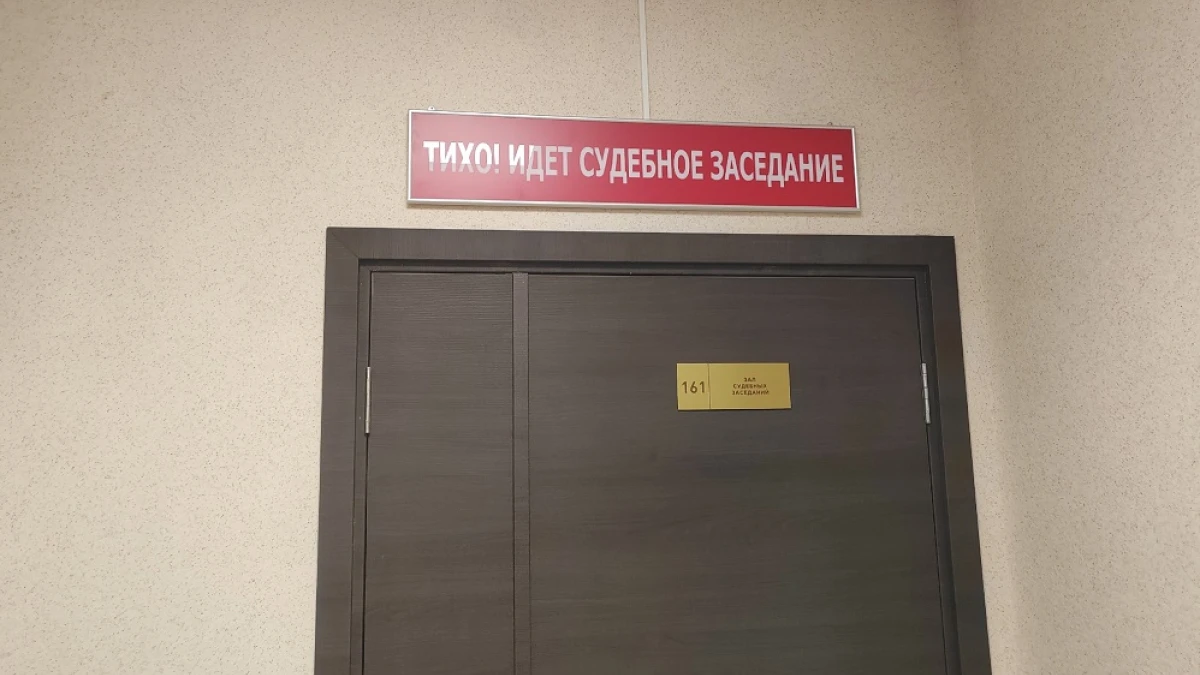 ТИХО! ИДЕТ СУДЕБНОЕ ЗАСЕДАНИЕ
161
ЗАЛ
СУДЕБНЫХ
ЗАСЕДАНИЙ